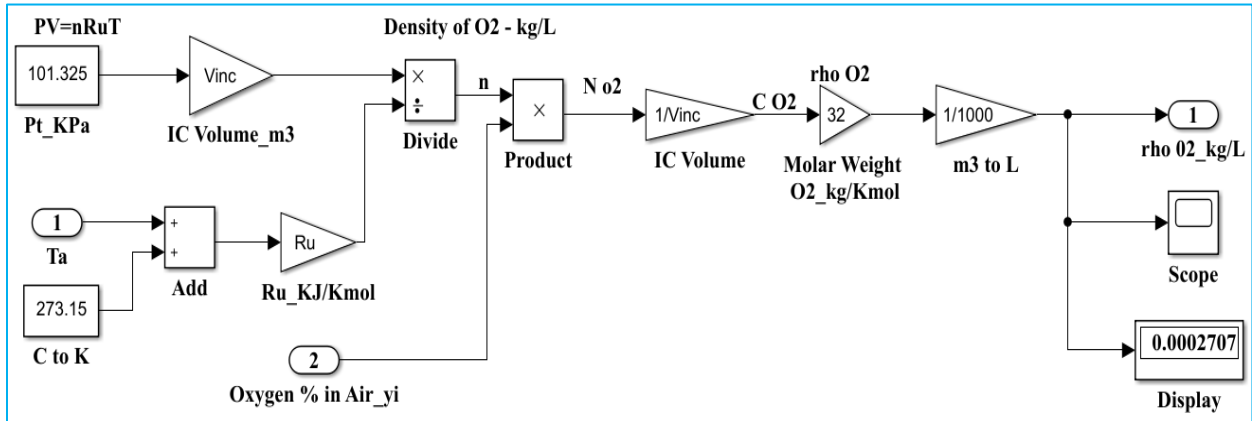 PV=nRuT
Density of O2 - kg/L
101.325
Pt_KPa
Vinc
IC Volume_m3
×
÷
Divide
n
×
Product
N o2
1/Vinc
IC Volume
C O2
rho O2
32
Molar Weight
O2_kg/Kmol
1/1000
m3 to L
1
rho 02_kg/L
Scope
0.0002707
Display
1
Ta
273.15
C to K
+
+
Add
Ru
Ru_KJ/Kmol
2
Oxygen % in Air_yi